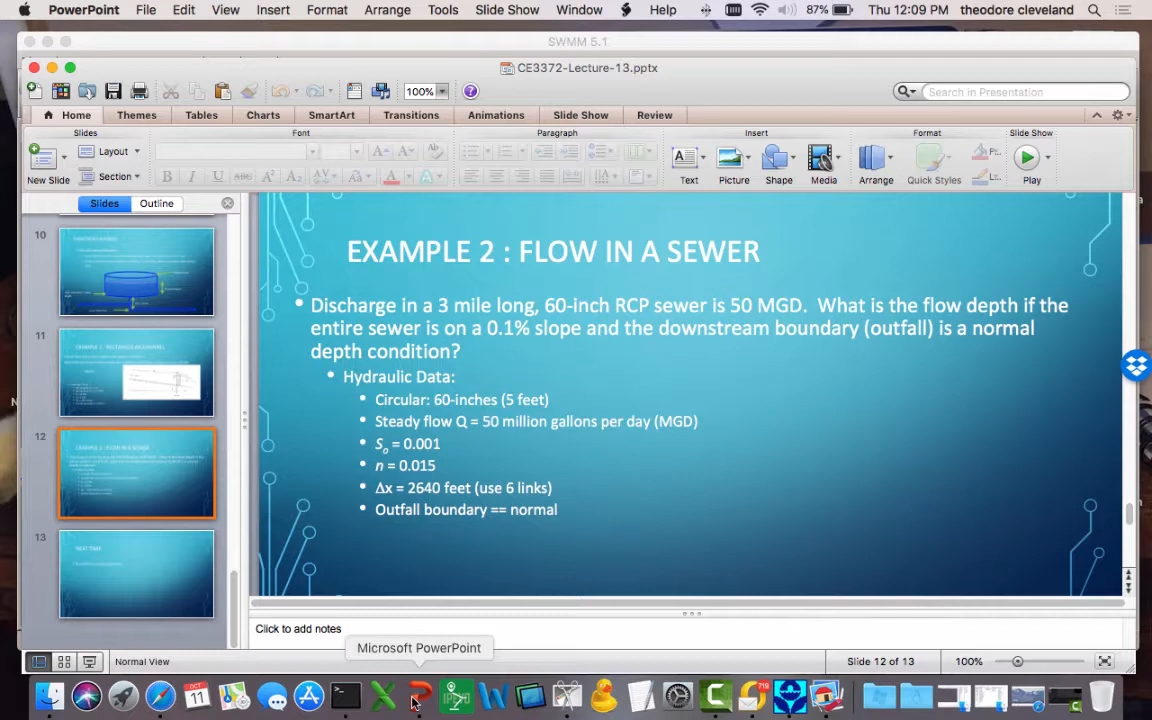 PowerPoint File Edit View Insert Format Arrange Tools Slide Show Window Help 87% Thu 12:09 PM theodore cleveland
SWMM 5.1
CE3372-Lecture-13.pptx
100% Search in Presentation
Home Themes Tables Charts SmartArt Transitions Animations Slide Show Review
Slides Font Paragraph Insert Format Slide Show
Layout
New Slide Section Text Picture Shape Media Arrange Quick Styles Play
Slides Outline
10
11
12
13
NEXT TIME
EXAMPLE 2 : FLOW IN A SEWER
• Discharge in a 3 mile long, 60-inch RCP sewer is 50 MGD. What is the flow depth if the
entire sewer is on a 0.1% slope and the downstream boundary (outfall) is a normal
depth condition?
• Hydraulic Data:
• Circular: 60-inches (5 feet)
• Steady flow Q = 50 million gallons per day (MGD)
• So = 0.001
• n = 0.015
• Δx = 2640 feet (use 6 links)
• Outfall boundary == normal
Click to add notes
Microsoft PowerPoint
Normal View Slide 12 of 13 100%
OCT
11
719